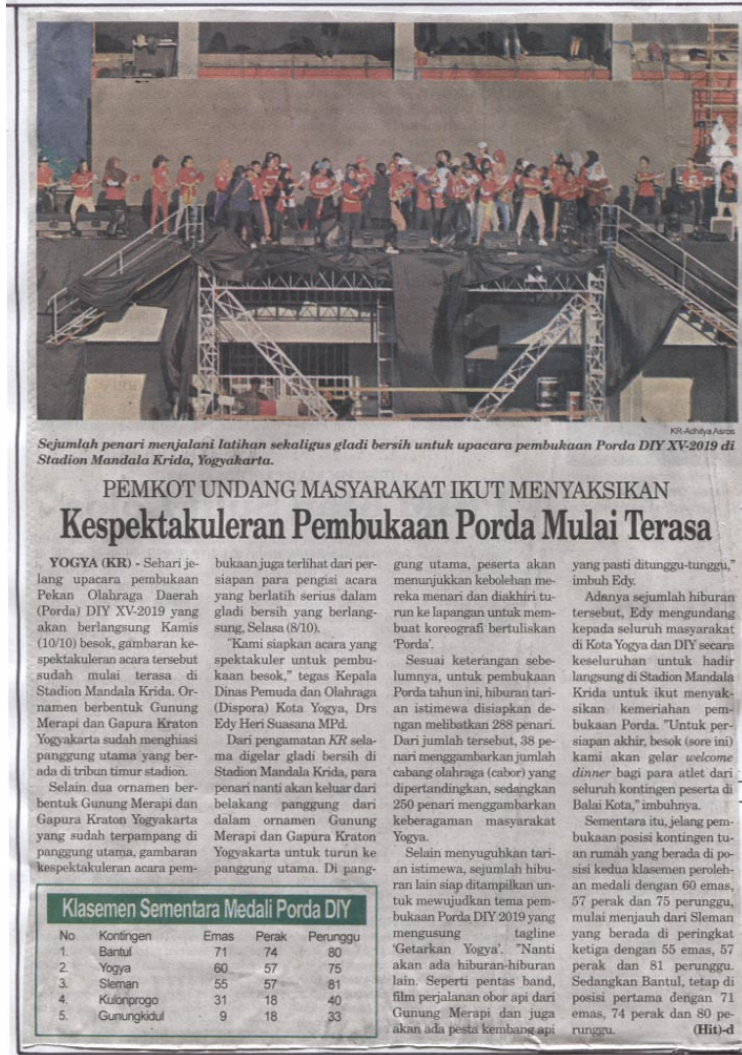 KR-Adhitya Asros
Sejumlah penari menjalani latihan sekaligus gladi bersih untuk upacara pembukaan Porda DIY XV-2019 di
Stadion Mandala Krida, Yogyakarta.
PEMKOT UNDANG MASYARAKAT IKUT MENYAKSIKAN
Kespektakuleran Pembukaan Porda Mulai Terasa
YOGYA (KR) - Sehari je-
lang upacara pembukaan
Pekan Olahraga Daerah
(Porda) DIY XV-2019 yang
akan berlangsung Kamis
(10/10) besok, gambaran ke-
spektakuleran acara tersebut
sudah mulai terasa di
Stadion Mandala Krida. Or-
namen berbentuk Gunung
Merapi dan Gapura Kraton
Yogyakarta sudah menghiasi
panggung utama yang ber-
ada di tribun timur stadion.
Selain dua ornamen ber-
bentuk Gunung Merapi dan
Gapura Kraton Yogyakarta
yang sudah terpampang di
panggung utama, gambaran
kespektakuleran acara pem-
bukaan juga terlihat dari per-
siapan para pengisi acara
yang berlatih serius dalam
gladi bersih yang berlang-
sung, Selasa (8/10).
"Kami siapkan acara yang
spektakuler untuk pembu-
kaan besok," tegas Kepala
Dinas Pemuda dan Olahraga
(Dispora) Kota Yogya, Drs
Edy Heri Suasana MPd.
Dari pengamatan KR sela-
ma digelar gladi bersih di
Stadion Mandala Krida, para
penari nanti akan keluar dari
belakang panggung dari
dalam ornamen Gunung
Merapi dan Gapura Kraton
Yogyakarta untuk turun ke
panggung utama. Di pang-
gung utama, peserta akan
menunjukkan kebolehan me-
reka menari dan diakhiri tu-
run ke lapangan untuk mem-
buat koreografi bertuliskan
'Porda'.
Sesuai keterangan sebe-
lumnya, untuk pembukaan
Porda tahun ini, hiburan tari-
an istimewa disiapkan de-
ngan melibatkan 288 penari.
Dari jumlah tersebut, 38 pe-
nari menggambarkan jumlah
cabang olahraga (cabor) yang
dipertandingkan, sedangkan
250 penari menggambarkan
keberagaman masyarakat
Yogya.
Selain menyuguhkan tari-
an istimewa, sejumlah hibu-
ran lain siap ditampilkan un-
tuk mewujudkan tema pem-
bukaan Porda DIY 2019 yang
mengusung tagline
'Getarkan Yogya'. "Nanti
akan ada hiburan-hiburan
lain. Seperti pentas band,
film perjalanan obor api dari
Gunung Merapi dan juga
akan ada pesta kembang api
yang pasti ditunggu-tunggu,"
imbuh Edy.
Adanya sejumlah hiburan
tersebut, Edy mengundang
kepada seluruh masyarakat
di Kota Yogya dan DIY secara
keseluruhan untuk hadir
langsung di Stadion Mandala
Krida untuk ikut menyak-
sikan kemeriahan pem-
bukaan Porda. "Untuk per-
siapan akhir, besok (sore ini)
kami akan gelar welcome
dinner bagi para atlet dari
seluruh kontingen peserta di
Balai Kota," imbuhnya.
Sementara itu, jelang pem-
bukaan posisi kontingen tu-
an rumah yang berada di po-
sisi kedua klasemen peroleh-
an medali dengan 60 emas,
57 perak dan 75 perunggu,
mulai menjauh dari Sleman
yang berada di peringkat
ketiga dengan 55 emas, 57
perak dan 81 perunggu.
Sedangkan Bantul, tetap di
posisi pertama dengan 71
emas, 74 perak dan 80 pe-
runggu. (Hit)-d
Klasemen Sementara Medali Porda DIY
No Kontingen Emas Perak Perunggu
1. Bantul 71 74 80
2. Yogya 60 57 75
3. Sleman 55 57 81
4. Kulonprogo 31 18 40
5. Gunungkidul 9 18 33